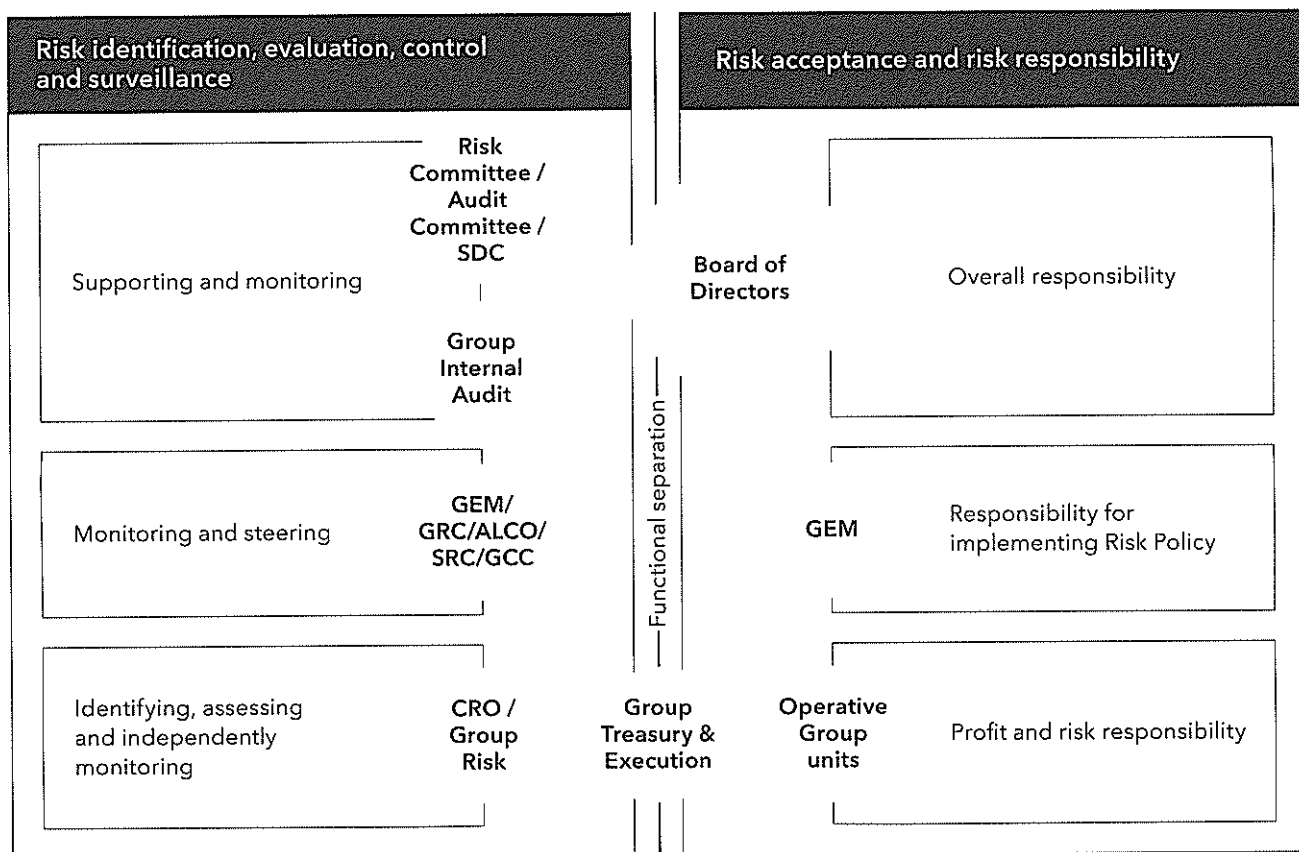 Risk identification, evaluation, control
and surveillance
Risk acceptance and risk responsibility
Supporting and monitoring
Risk
Committee /
Audit
Committee /
SDC
Group
Internal
Audit
Board of
Directors
Overall responsibility
Monitoring and steering
GEM/
GRC/ALCO/
SRC/GCC
Functional separation
GEM
Responsibility for
implementing Risk Policy
Identifying, assessing
and independently
monitoring
CRO /
Group
Risk
Group
Treasury &
Execution
Operative
Group
units
Profit and risk responsibility